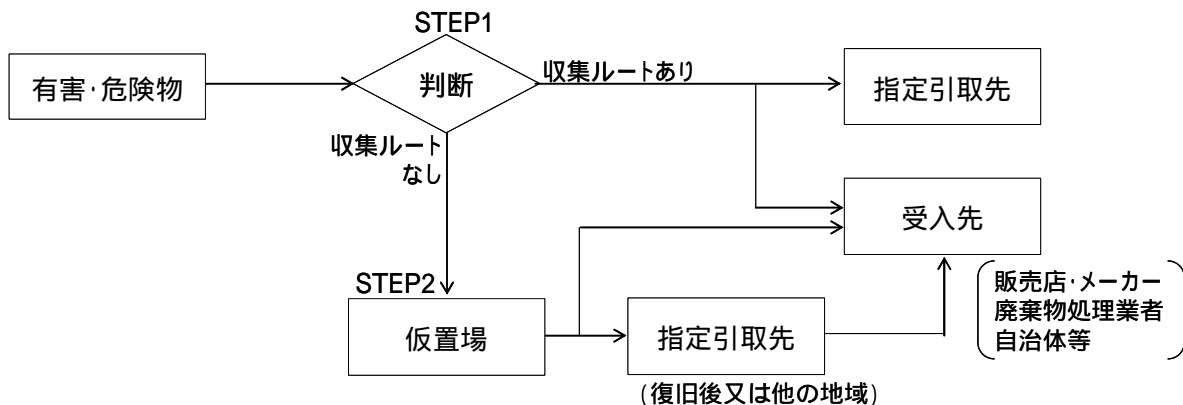 STEP1
有害･危険物
判断
収集ルートあり
指定引取先
収集ルート
なし
受入先
STEP2
仮置場
指定引取先
(復旧後又は他の地域)
販売店･メーカー
廃棄物処理業者
自治体等